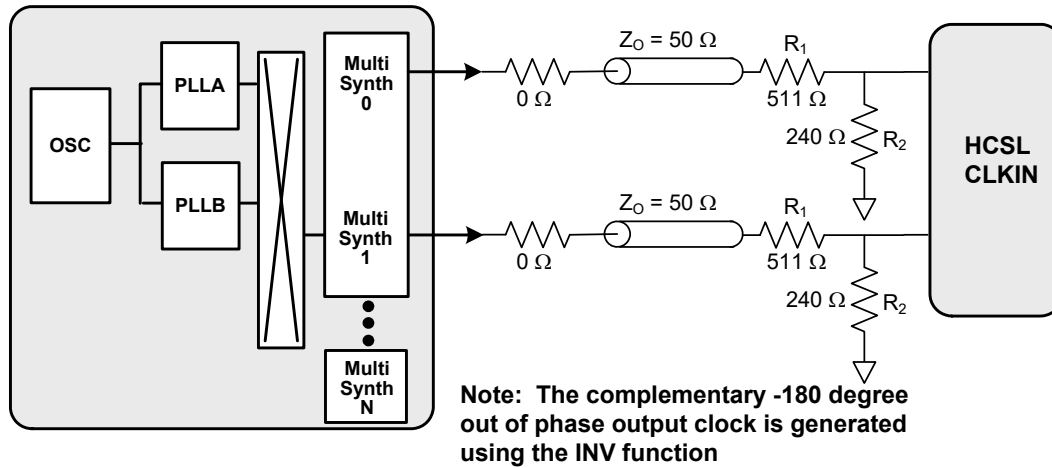 OSC
PLLA
PLLB
Multi
Synth
0
Multi
Synth
1
Multi
Synth
N
0 Ω
Z_O = 50 Ω
R₁
511 Ω
240 Ω
R₂
0 Ω
Z_O = 50 Ω
R₁
511 Ω
240 Ω
R₂
HCSL
CLKIN
Note: The complementary -180 degree
out of phase output clock is generated
using the INV function